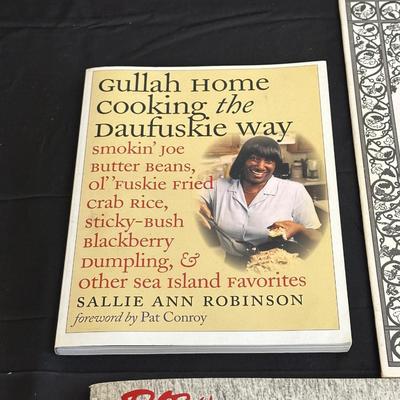 Gullah Home
Cooking the
Daufuskie Way
Smokin' Joe
Butter Beans,
Ol' 'Fuskie Fried
Crab Rice,
Sticky-Bush
Blackberry
Dumpling, &
Other Sea Island Favorites
SALLIE ANN ROBINSON
foreword by Pat Conroy